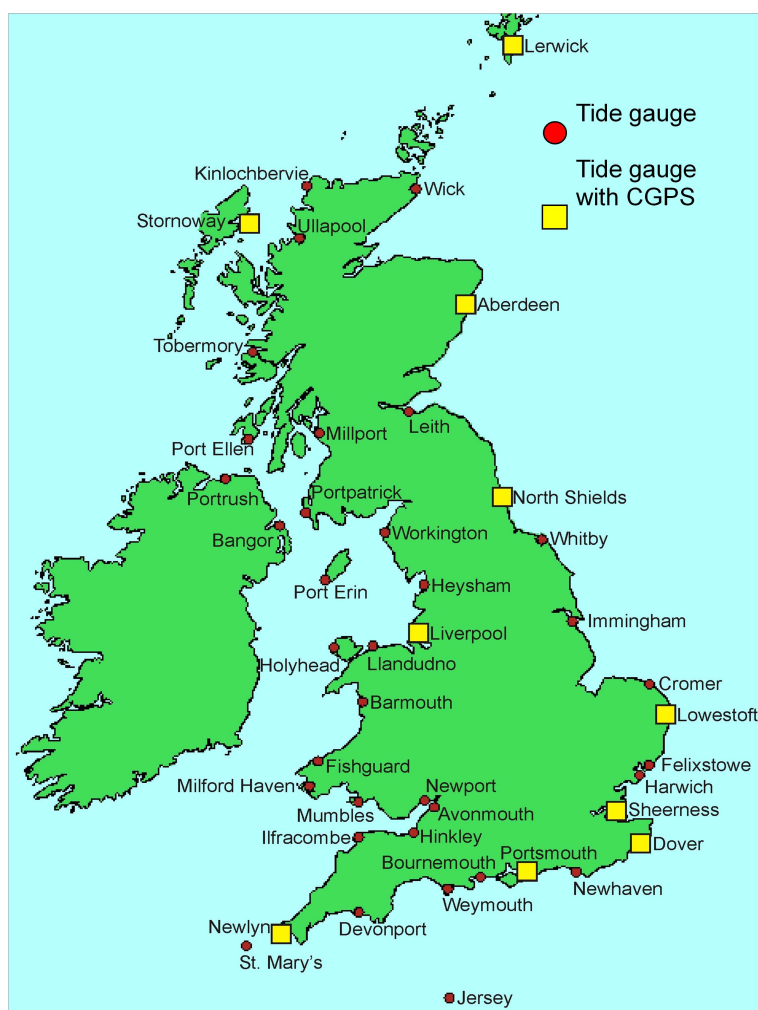 Lerwick
Tide gauge
Tide gauge
with CGPS
Kinlochbervie
Wick
Stornoway
Ullapool
Aberdeen
Tobermory
Leith
Millport
Port Ellen
Portrush
Portpatrick
North Shields
Bangor
Workington
Whitby
Port Erin
Heysham
Immingham
Liverpool
Holyhead
Llandudno
Cromer
Barmouth
Lowestoft
Fishguard
Felixstowe
Milford Haven
Harwich
Newport
Mumbles
Avonmouth
Sheerness
Ilfracombe
Hinkley
Dover
Bournemouth
Portsmouth
Newhaven
Weymouth
Newlyn
Devonport
St. Mary's
Jersey